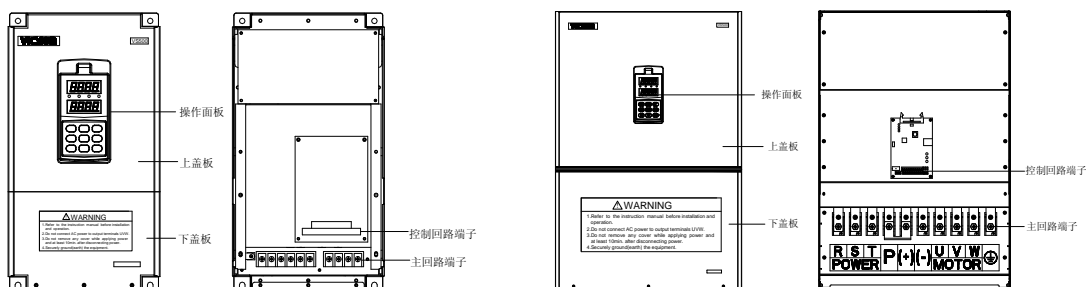 操作面板
上盖板
下盖板
WARNING
1.Refer to the instruction manual before installation and operation.
2.Do not connect AC power to output terminals UVW.
3.Do not remove any cover while applying power and at least 10min. after disconnecting power.
4.Securely ground(earth) the equipment.
控制回路端子
主回路端子
操作面板
上盖板
下盖板
WARNING
1.Refer to the instruction manual before installation and
operation.
2.Do not connect AC power to output terminals UVW.
3.Do not remove any cover while applying power and
at least 10min. after disconnecting power.
4.Securely ground(earth) the equipment.
控制回路端子
主回路端子
R S T P (+) (-) U V W
POWER MOTOR